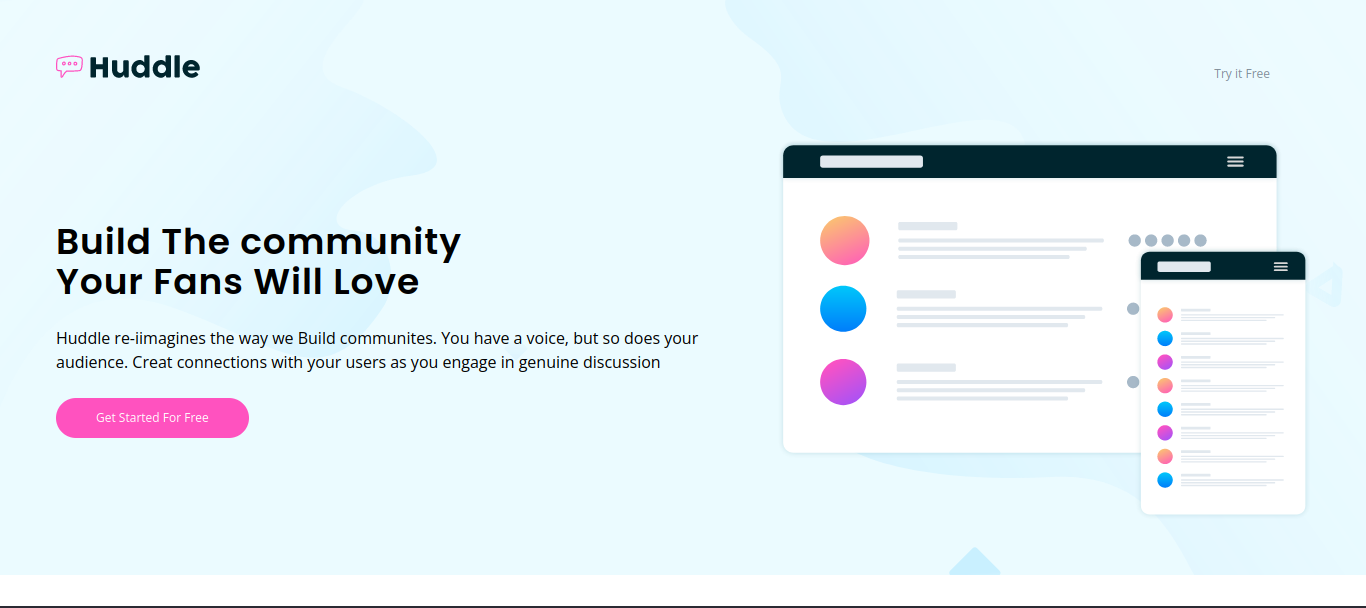 Huddle
Try it Free
Build The community
Your Fans Will Love
Huddle re-iimagines the way we Build communites. You have a voice, but so does your
audience. Creat connections with your users as you engage in genuine discussion
Get Started For Free